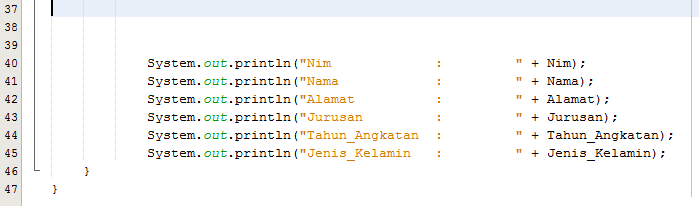 37
38
39
40 System.out.println("Nim             :         " + Nim);
41 System.out.println("Nama            :         " + Nama);
42 System.out.println("Alamat          :         " + Alamat);
43 System.out.println("Jurusan         :         " + Jurusan);
44 System.out.println("Tahun_Angkatan  :         " + Tahun_Angkatan);
45 System.out.println("Jenis_Kelamin   :         " + Jenis_Kelamin);
46 }
47 }